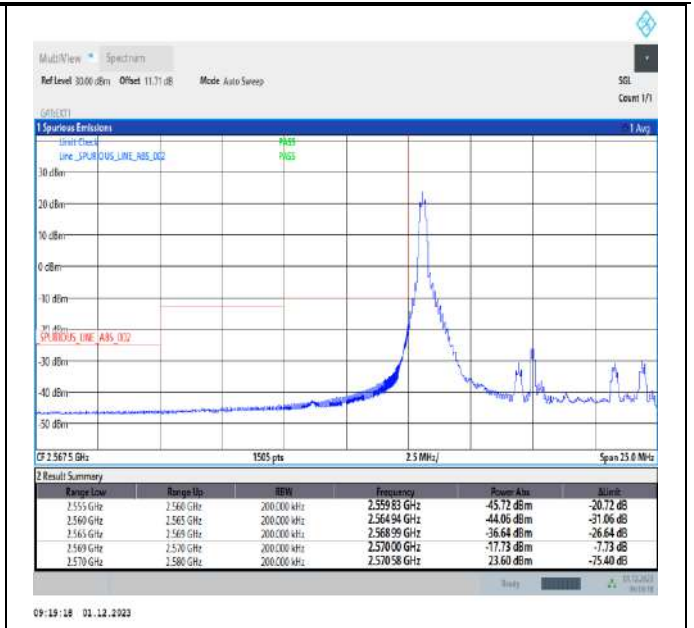 MultiView Spectrum
Ref Level 30.00 dBm Offset 11.71 dB Mode Auto Sweep SGL
Count 1/1
1 Spurious Emissions 1 Avg
Limit Check PASS
Line _SPURIOUS_LINE_ABS_002 PASS
30 dBm
20 dBm
10 dBm
0 dBm
-10 dBm
-20 dBm
_SPURIOUS_LINE_ABS_002
-30 dBm
-40 dBm
-50 dBm
CF 2.5675 GHz 1505 pts 2.5 MHz/ Span 25.0 MHz
2 Result Summary
Range Low Range Up RBW Frequency Power Abs ΔLimit
2.555 GHz 2.560 GHz 200.000 kHz 2.55983 GHz -45.72 dBm -20.72 dB
2.560 GHz 2.565 GHz 200.000 kHz 2.56494 GHz -44.06 dBm -31.06 dB
2.565 GHz 2.569 GHz 200.000 kHz 2.56899 GHz -36.64 dBm -26.64 dB
2.569 GHz 2.570 GHz 200.000 kHz 2.57000 GHz -17.73 dBm -7.73 dB
2.570 GHz 2.580 GHz 200.000 kHz 2.57058 GHz 23.60 dBm -75.40 dB
Ready 01.12.2023
09:19:18 01.12.2023